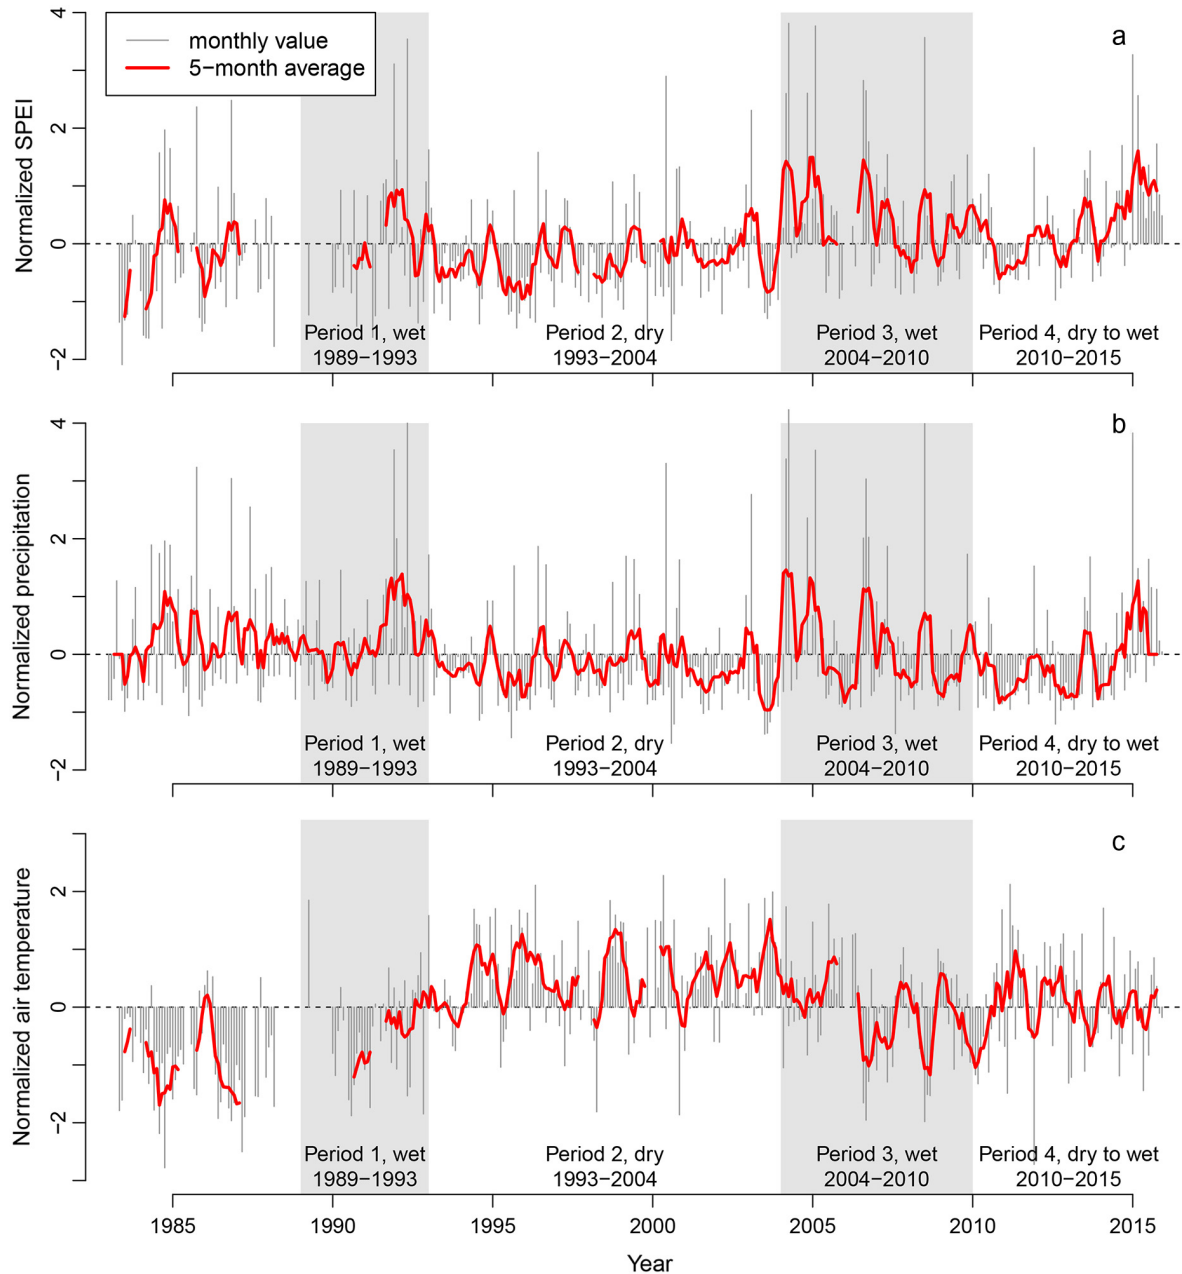 monthly value
5−month average
a
Normalized SPEI
4
2
0
−2
Period 1, wet
1989−1993
Period 2, dry
1993−2004
Period 3, wet
2004−2010
Period 4, dry to wet
2010−2015
b
Normalized precipitation
4
2
0
−2
Period 1, wet
1989−1993
Period 2, dry
1993−2004
Period 3, wet
2004−2010
Period 4, dry to wet
2010−2015
c
Normalized air temperature
2
0
−2
Period 1, wet
1989−1993
Period 2, dry
1993−2004
Period 3, wet
2004−2010
Period 4, dry to wet
2010−2015
1985 1990 1995 2000 2005 2010 2015
Year